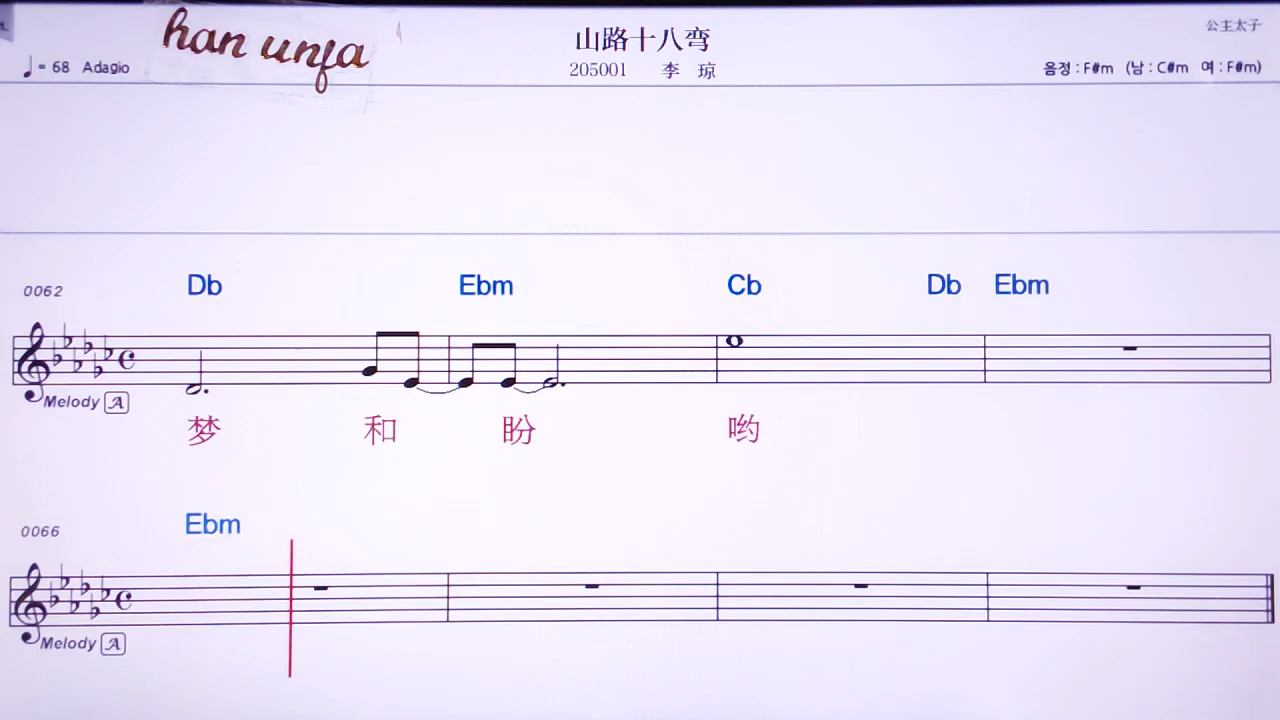 han unfa
山路十八弯
公主太子
♩= 68 Adagio
205001 李 琼
음정 : F#m (남 : C#m 여 : F#m)
0062
Db Ebm Cb Db Ebm
Melody A
梦 和 盼 哟
0066
Ebm
Melody A